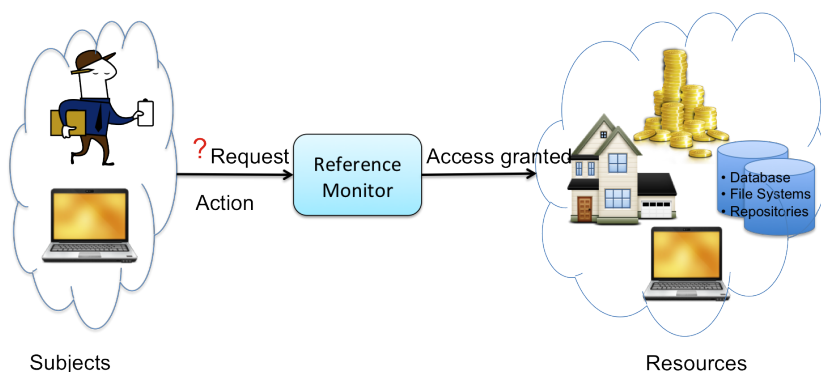 ? Request
Action
Reference
Monitor
Access granted
• Database
• File Systems
• Repositories
Subjects
Resources